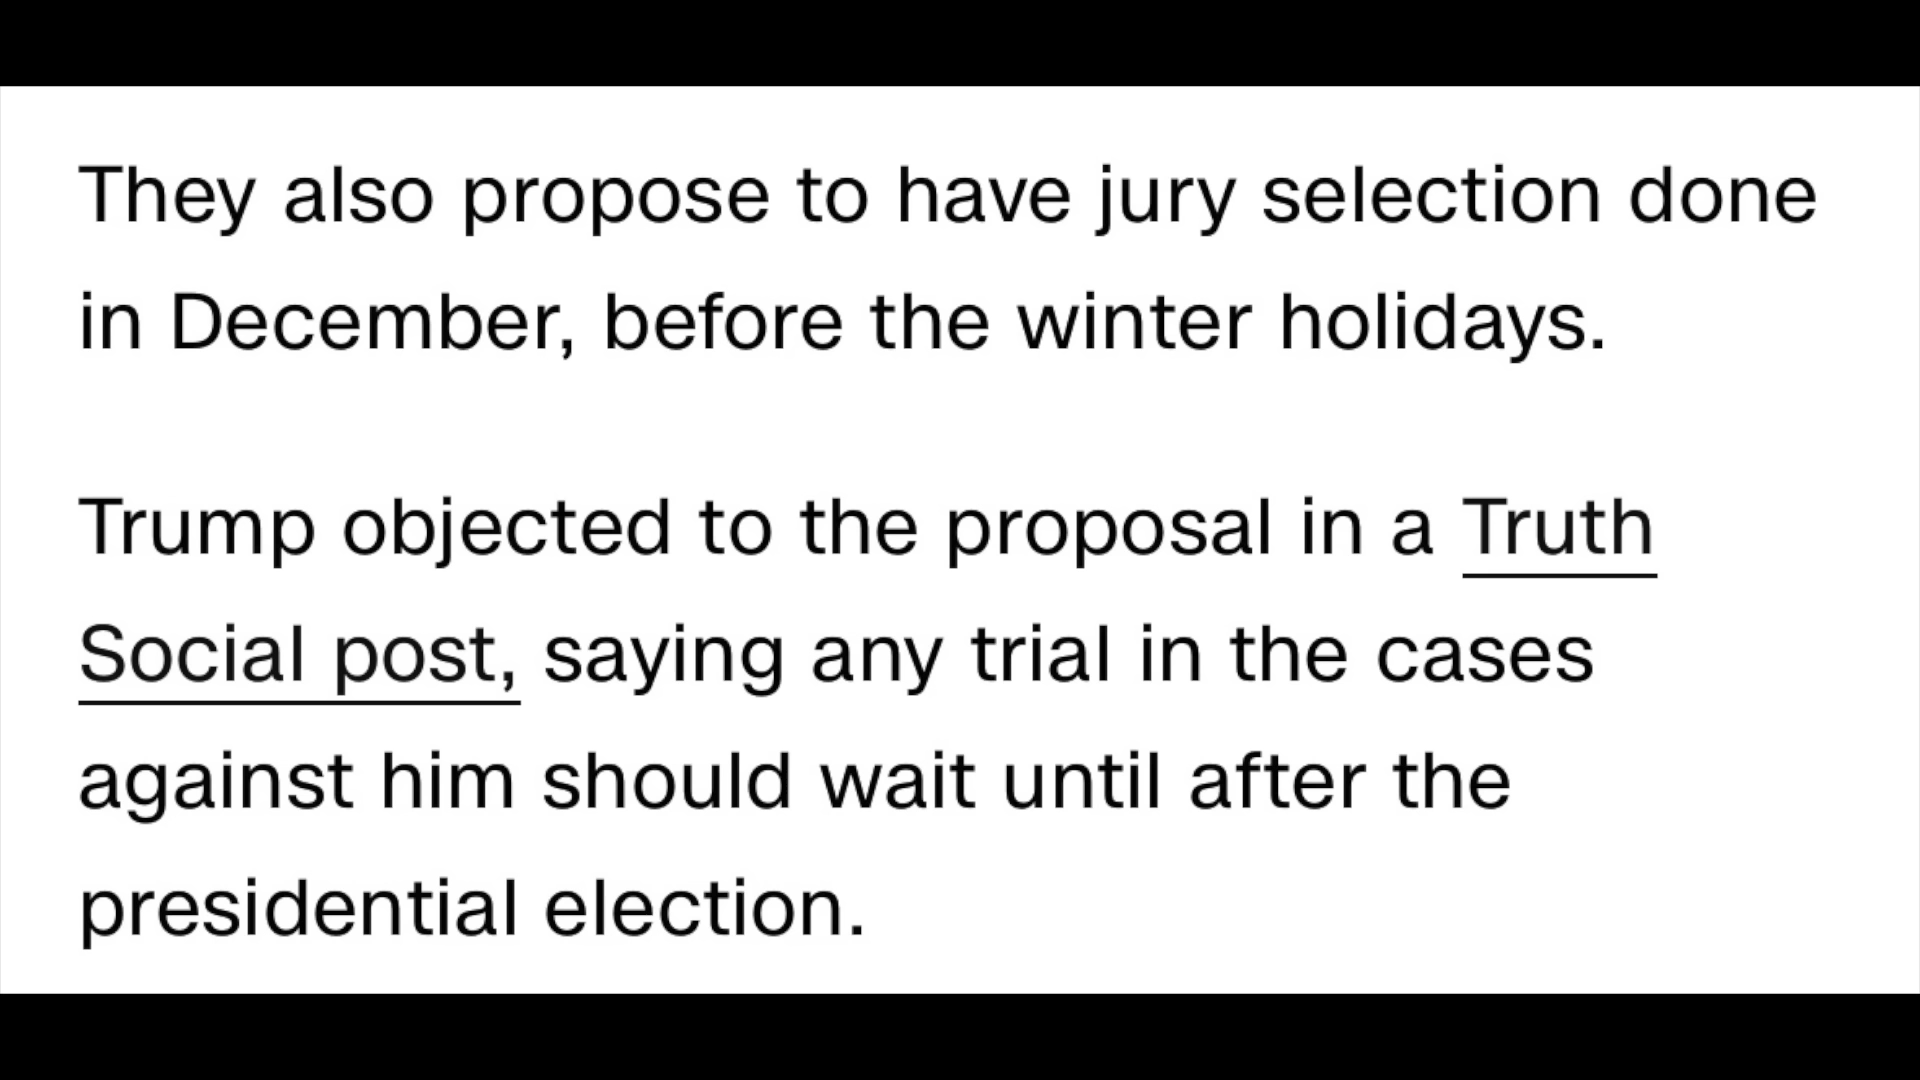 They also propose to have jury selection done
in December, before the winter holidays.
Trump objected to the proposal in a Truth
Social post, saying any trial in the cases
against him should wait until after the
presidential election.